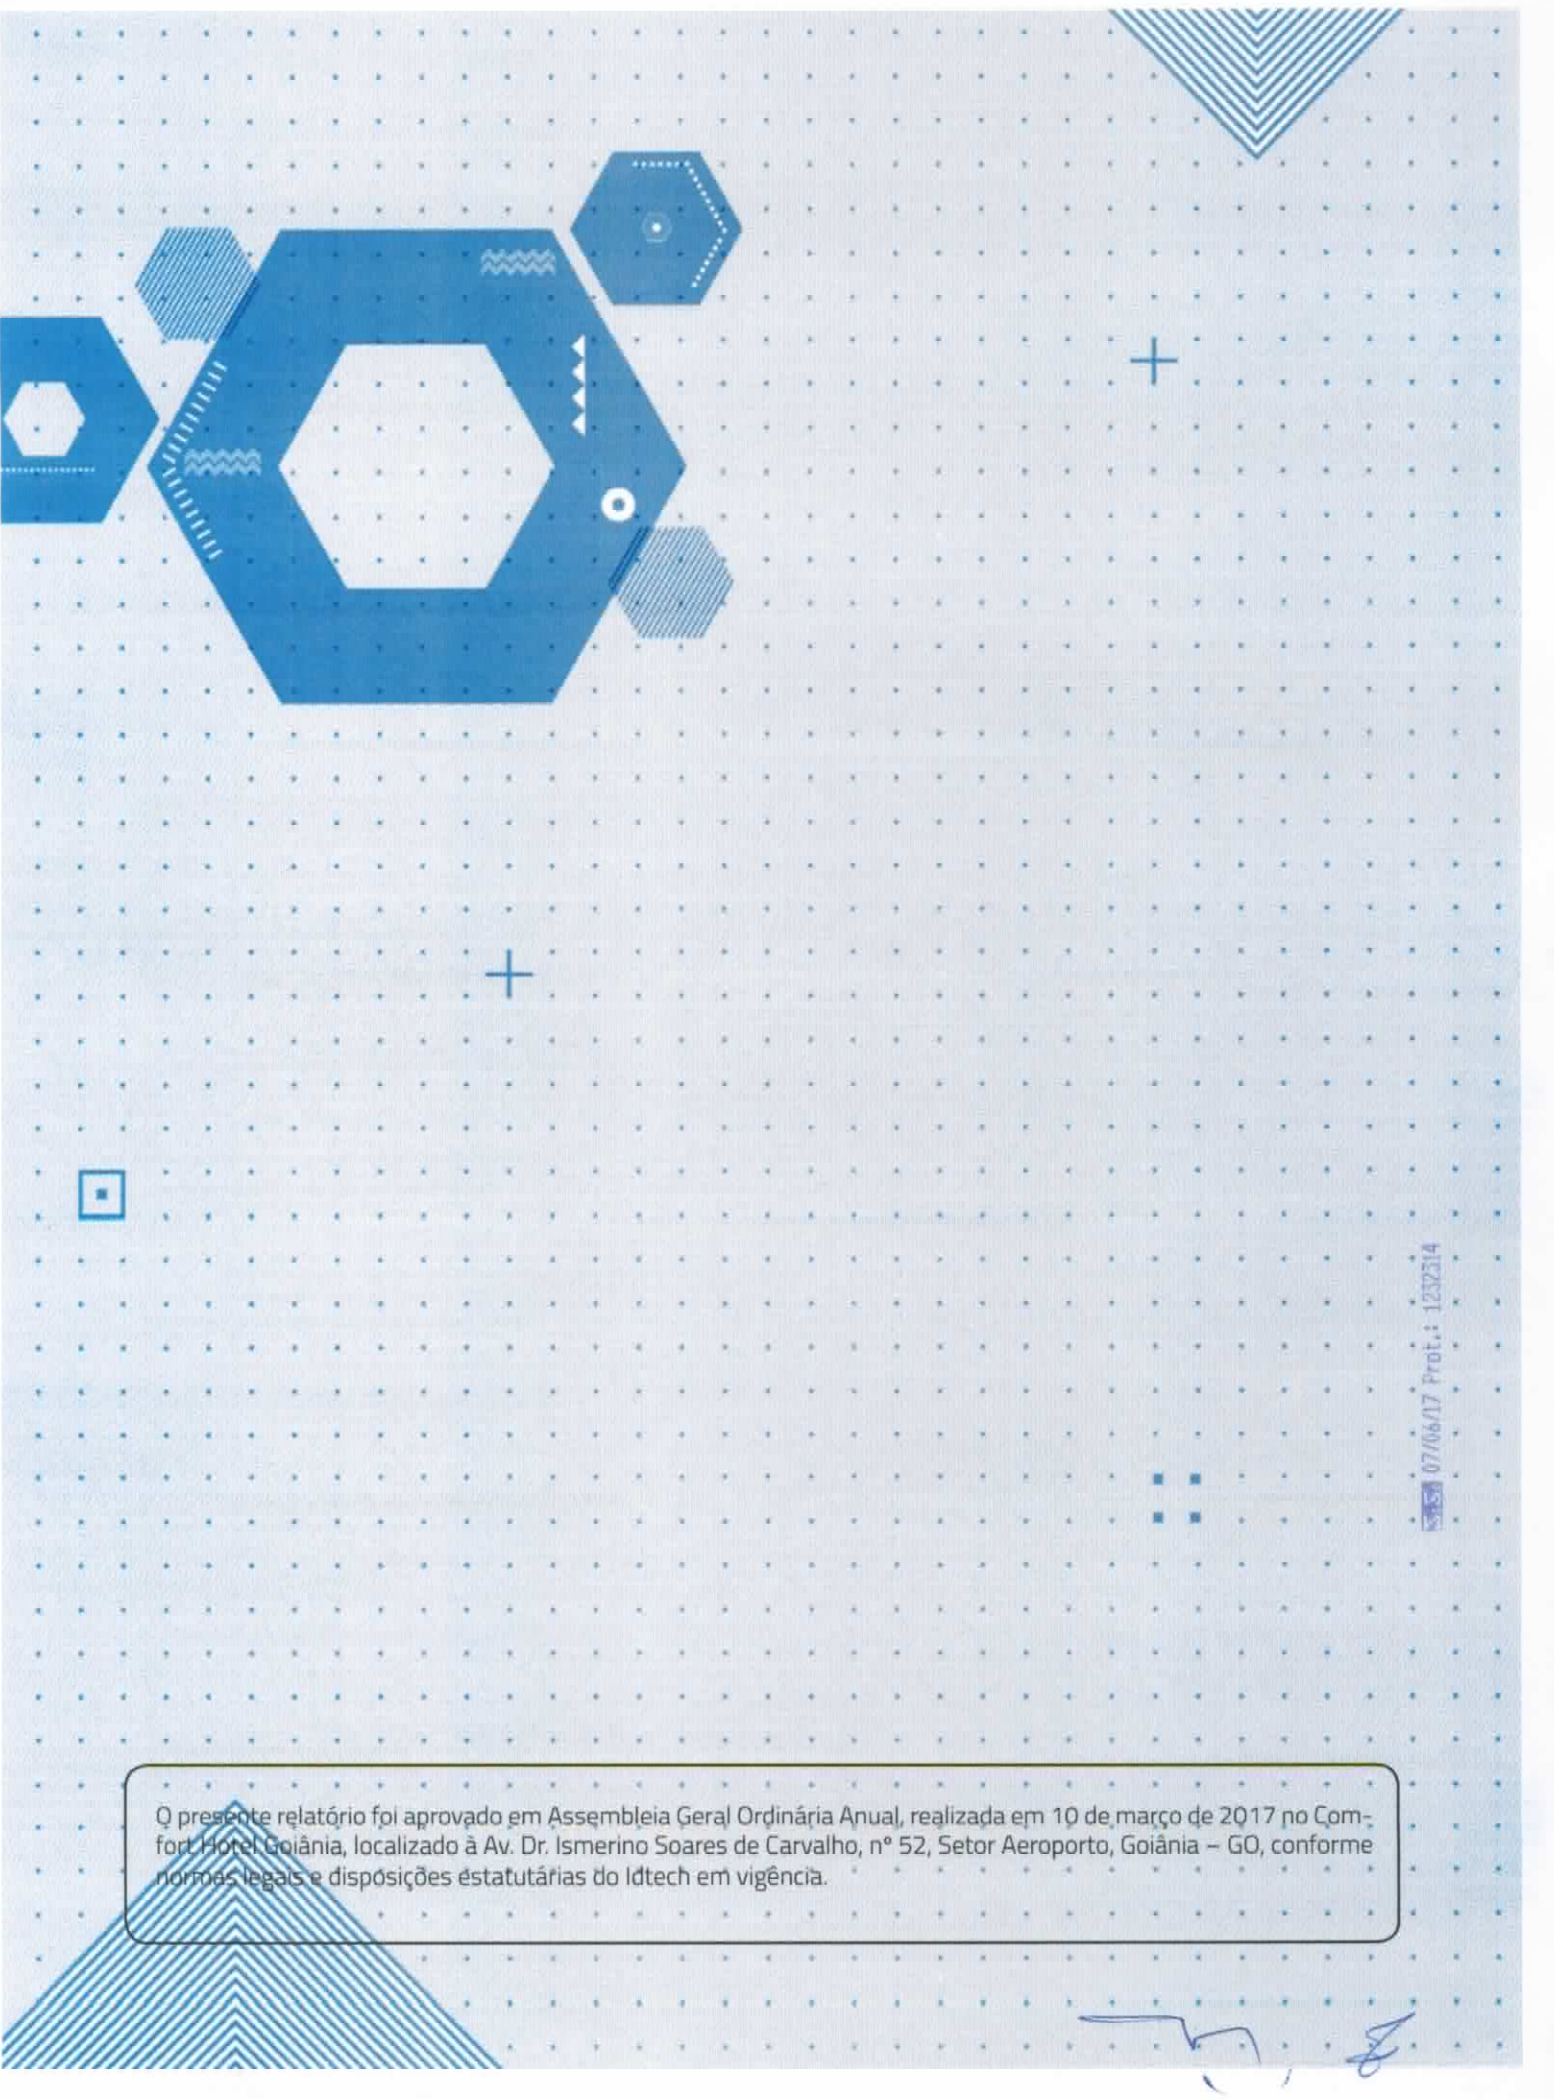 O presente relatório foi aprovado em Assembleia Geral Ordinária Anual, realizada em 10 de março de 2017 no Com-
fort Hotel Goiânia, localizado à Av. Dr. Ismerino Soares de Carvalho, nº 52, Setor Aeroporto, Goiânia – GO, conforme
normas legais e disposições estatutárias do Idtech em vigência.
07/06/17 Prot.: 1232314